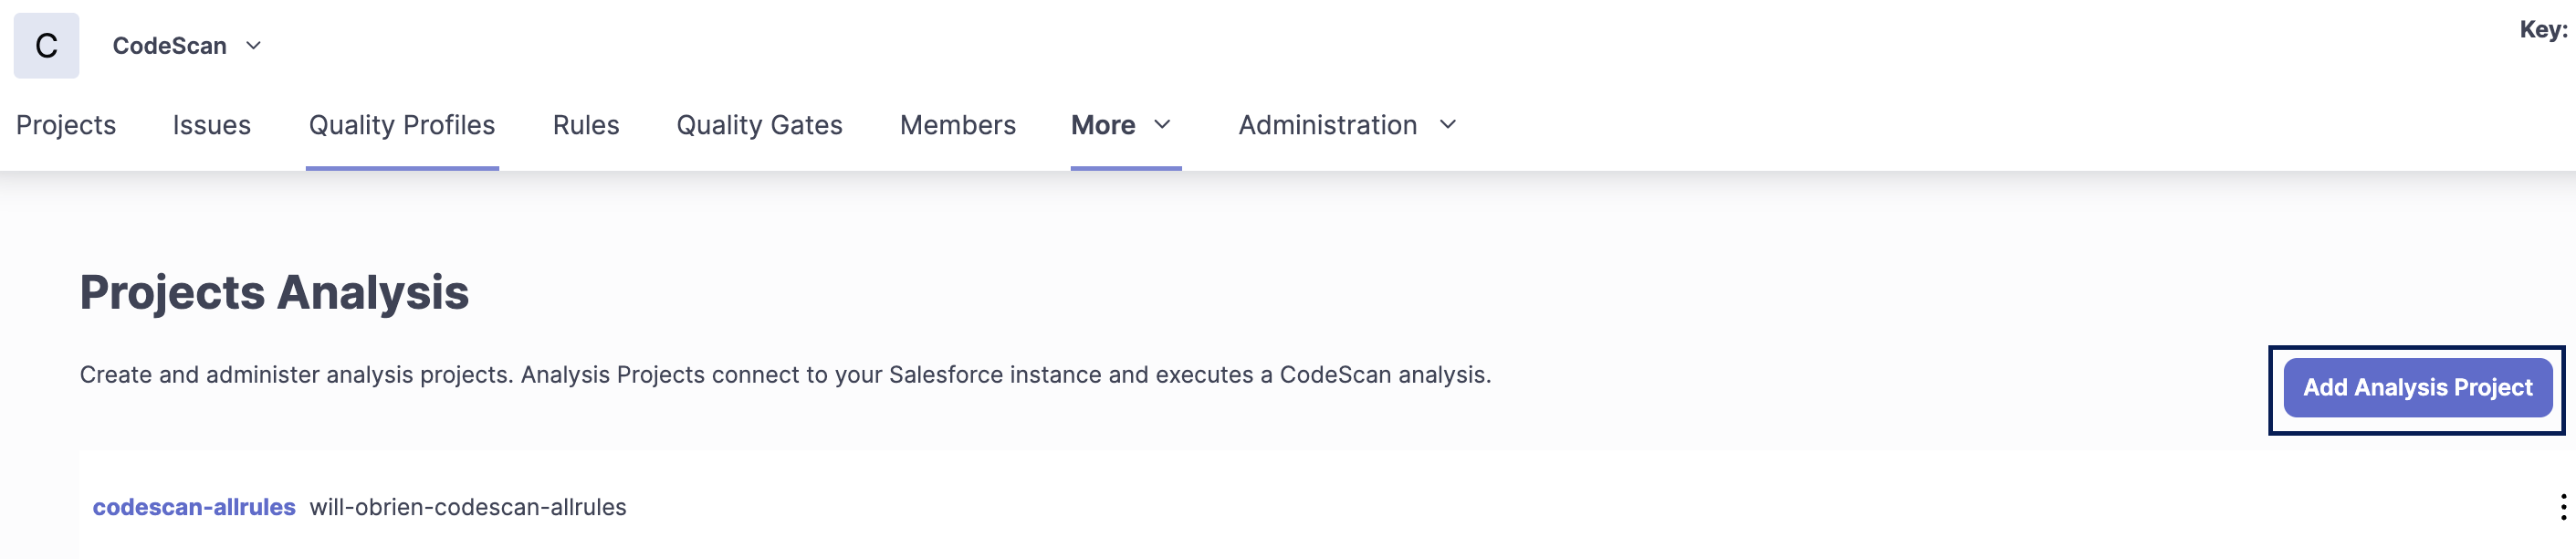 C CodeScan
Key:
Projects Issues Quality Profiles Rules Quality Gates Members More Administration
Projects Analysis
Create and administer analysis projects. Analysis Projects connect to your Salesforce instance and executes a CodeScan analysis.
Add Analysis Project
codescan-allrules will-obrien-codescan-allrules